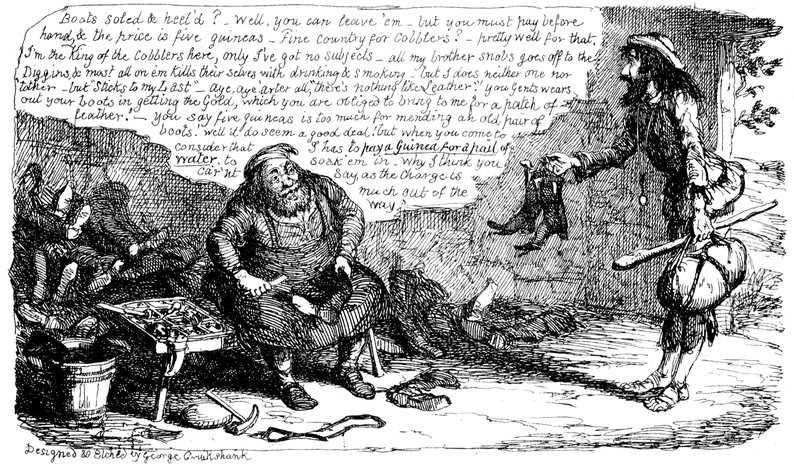 Boots soled & heel'd? - Well, you can leave 'em - but you must pay before
hand, & the price is five guineas - Fine Country for Cobblers? - pretty well for that.
I'm the King of the Cobblers here, only I've got no subjects - all my brother snobs goes off to the
Diggins & most all on em Kills their selves with drunking & smoking - but I does neither one nor
tother - but "Sticks to my Last" - aye, aye arter all, "there's nothing like Leather". You Gents wears
out your boots in getting the Gold, which you are obliged to bring to me for a patch of
leather! - you say five guineas is too much for mending an old pair of
boots. Well it do seem a good deal! but when you come to
consider that I has to pay a Guinea for a pail of
water, to soak 'em in - why I think you
car'nt say, as the Charge is
much out of the
way.
Designed & Etched by George Cruikshank